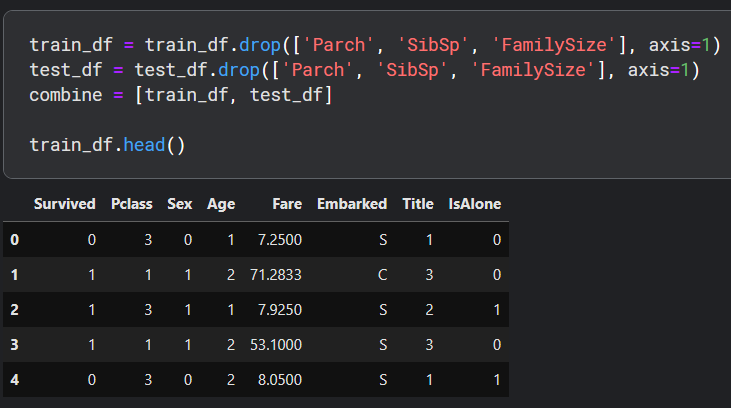 train_df = train_df.drop(['Parch', 'SibSp', 'FamilySize'], axis=1)
test_df = test_df.drop(['Parch', 'SibSp', 'FamilySize'], axis=1)
combine = [train_df, test_df]
train_df.head()
Survived Pclass Sex Age Fare Embarked Title IsAlone
0 0 3 0 1 7.2500 S 1 0
1 1 1 1 2 71.2833 C 3 0
2 1 3 1 1 7.9250 S 2 1
3 1 1 1 2 53.1000 S 3 0
4 0 3 0 2 8.0500 S 1 1